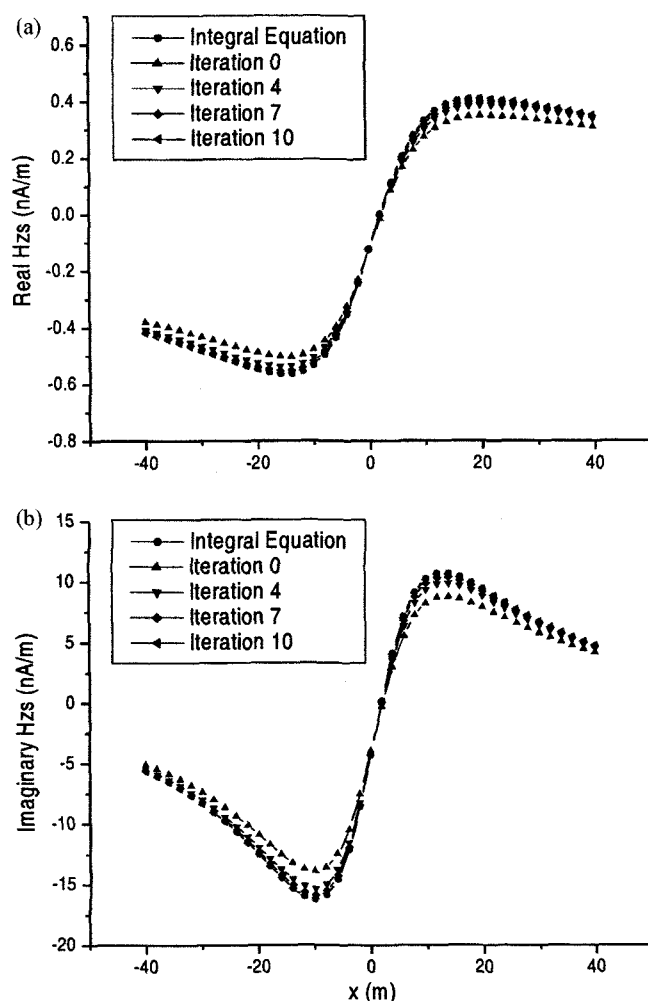 (a)
Integral Equation
Iteration 0
Iteration 4
Iteration 7
Iteration 10
0.6
0.4
0.2
0.0
-0.2
-0.4
-0.6
-0.8
Real Hzs (nA/m)
-40
-20
0
20
40
(b)
Integral Equation
Iteration 0
Iteration 4
Iteration 7
Iteration 10
15
10
5
0
-5
-10
-15
-20
Imaginary Hzs (nA/m)
-40
-20
0
20
40
x (m)